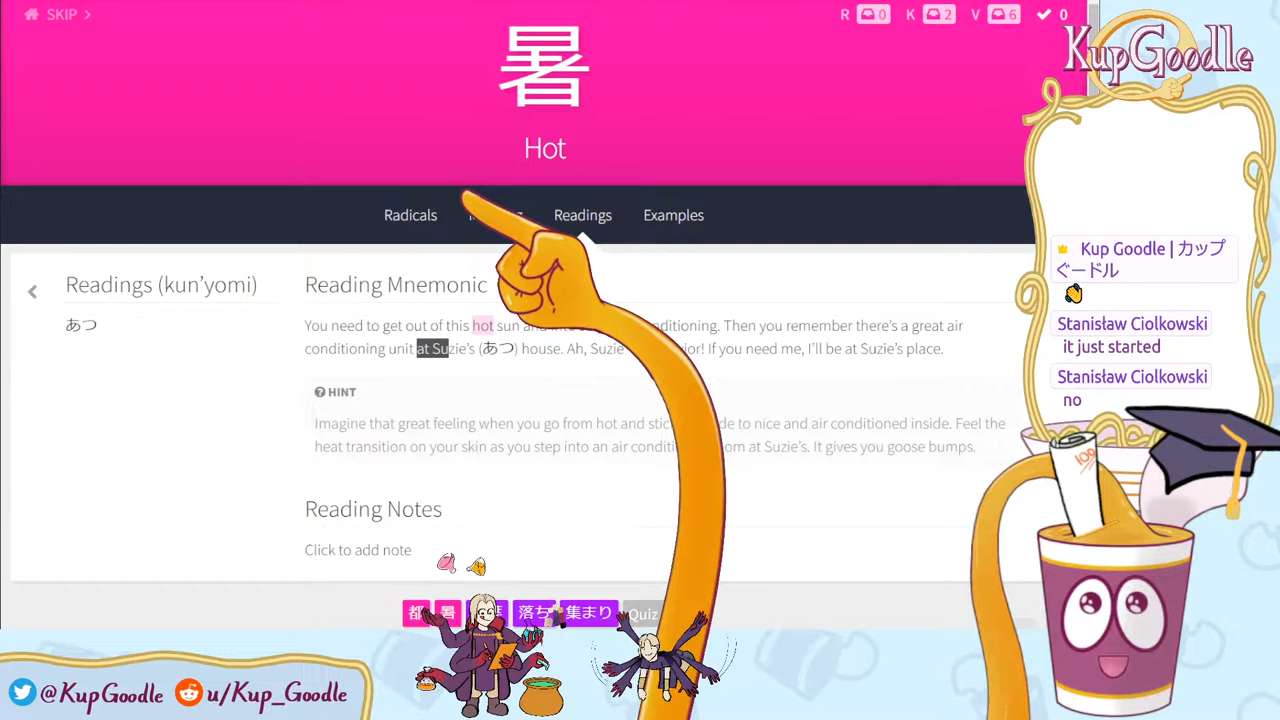 SKIP
R 0 K 2 V 6 0
KupGoodle
暑
Hot
Radicals
Readings
Examples
Readings (kun'yomi)
あつ
Reading Mnemonic
You need to get out of this hot sun and into conditioning. Then you remember there's a great air
conditioning unit at Suzie's (あつ) house. Ah, Suzie If you need me, I'll be at Suzie's place.
HINT
Imagine that great feeling when you go from hot and to nice and air conditioned inside. Feel the
heat transition on your skin as you step into an air at Suzie's. It gives you goose bumps.
Reading Notes
Click to add note
都
暑
落ち
集まり
Quiz
Kup Goodle | カップ
ぐードル
Stanisław Ciolkowski
it just started
Stanisław Ciolkowski
no
100
@KupGoodle
u/Kup_Goodle